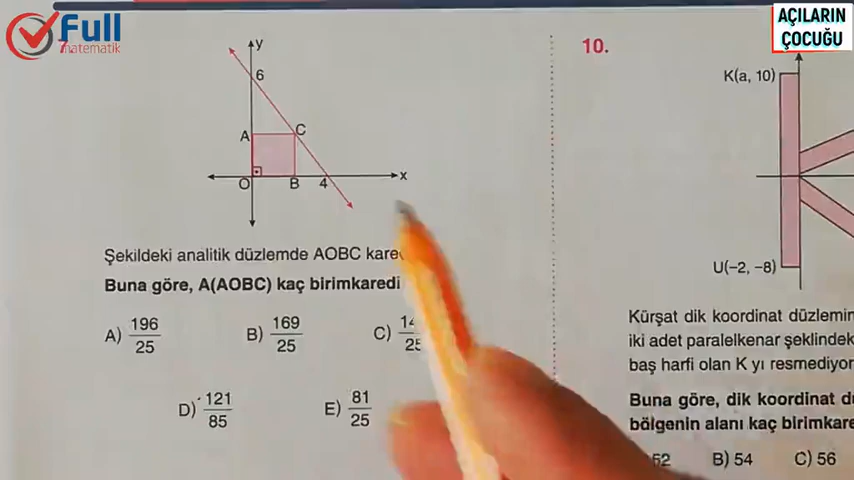 Full
matematik
AÇILARIN
ÇOCUĞU
7.
y
6
A
C
O
B
4
x
Şekildeki analitik düzlemde AOBC
Buna göre, A(AOBC) kaç birimkaredi
A) 196/25
B) 169/25
C)
D) 121/85
E) 81/25
10.
K(a, 10)
U(–2, –8)
Kürşat dik koordinat
iki adet paralelkenar şeklindek
baş harfi olan K yı resmediyor
Buna göre, dik koordinat
bölgenin alanı kaç birimkare
52
B) 54
C) 56